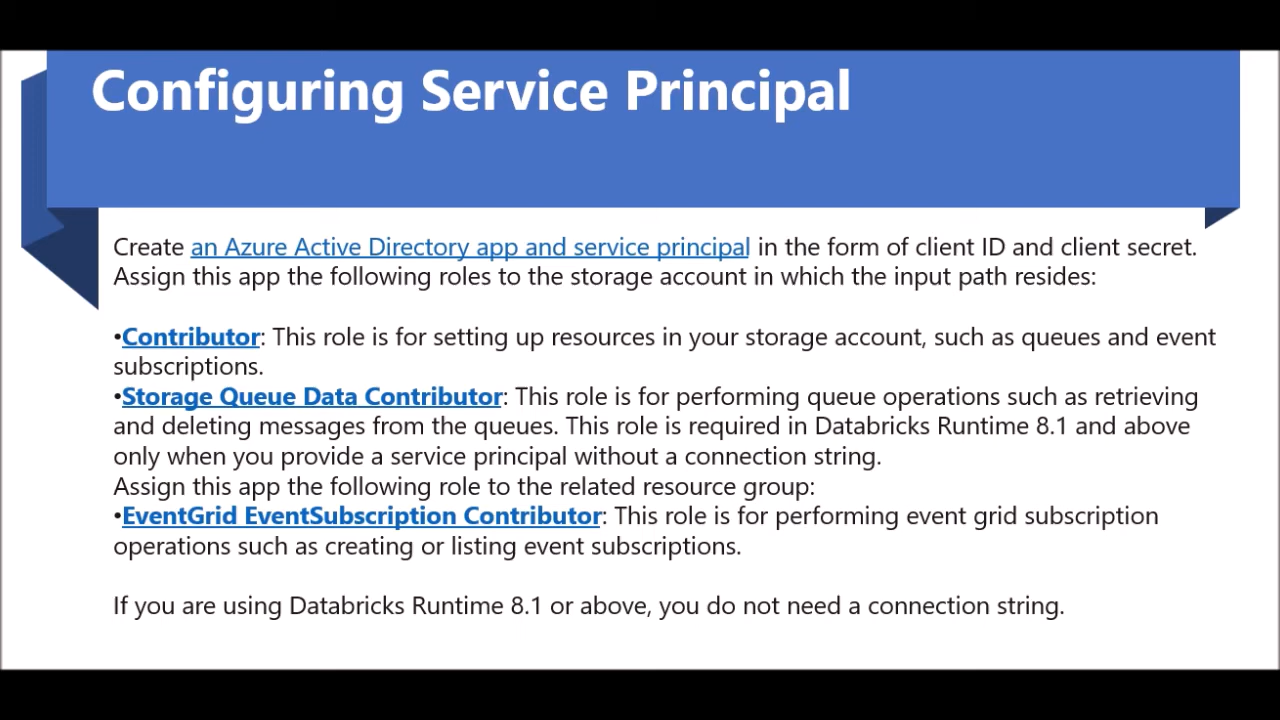 Configuring Service Principal
Create an Azure Active Directory app and service principal in the form of client ID and client secret.
Assign this app the following roles to the storage account in which the input path resides:
•Contributor: This role is for setting up resources in your storage account, such as queues and event
subscriptions.
•Storage Queue Data Contributor: This role is for performing queue operations such as retrieving
and deleting messages from the queues. This role is required in Databricks Runtime 8.1 and above
only when you provide a service principal without a connection string.
Assign this app the following role to the related resource group:
•EventGrid EventSubscription Contributor: This role is for performing event grid subscription
operations such as creating or listing event subscriptions.
If you are using Databricks Runtime 8.1 or above, you do not need a connection string.